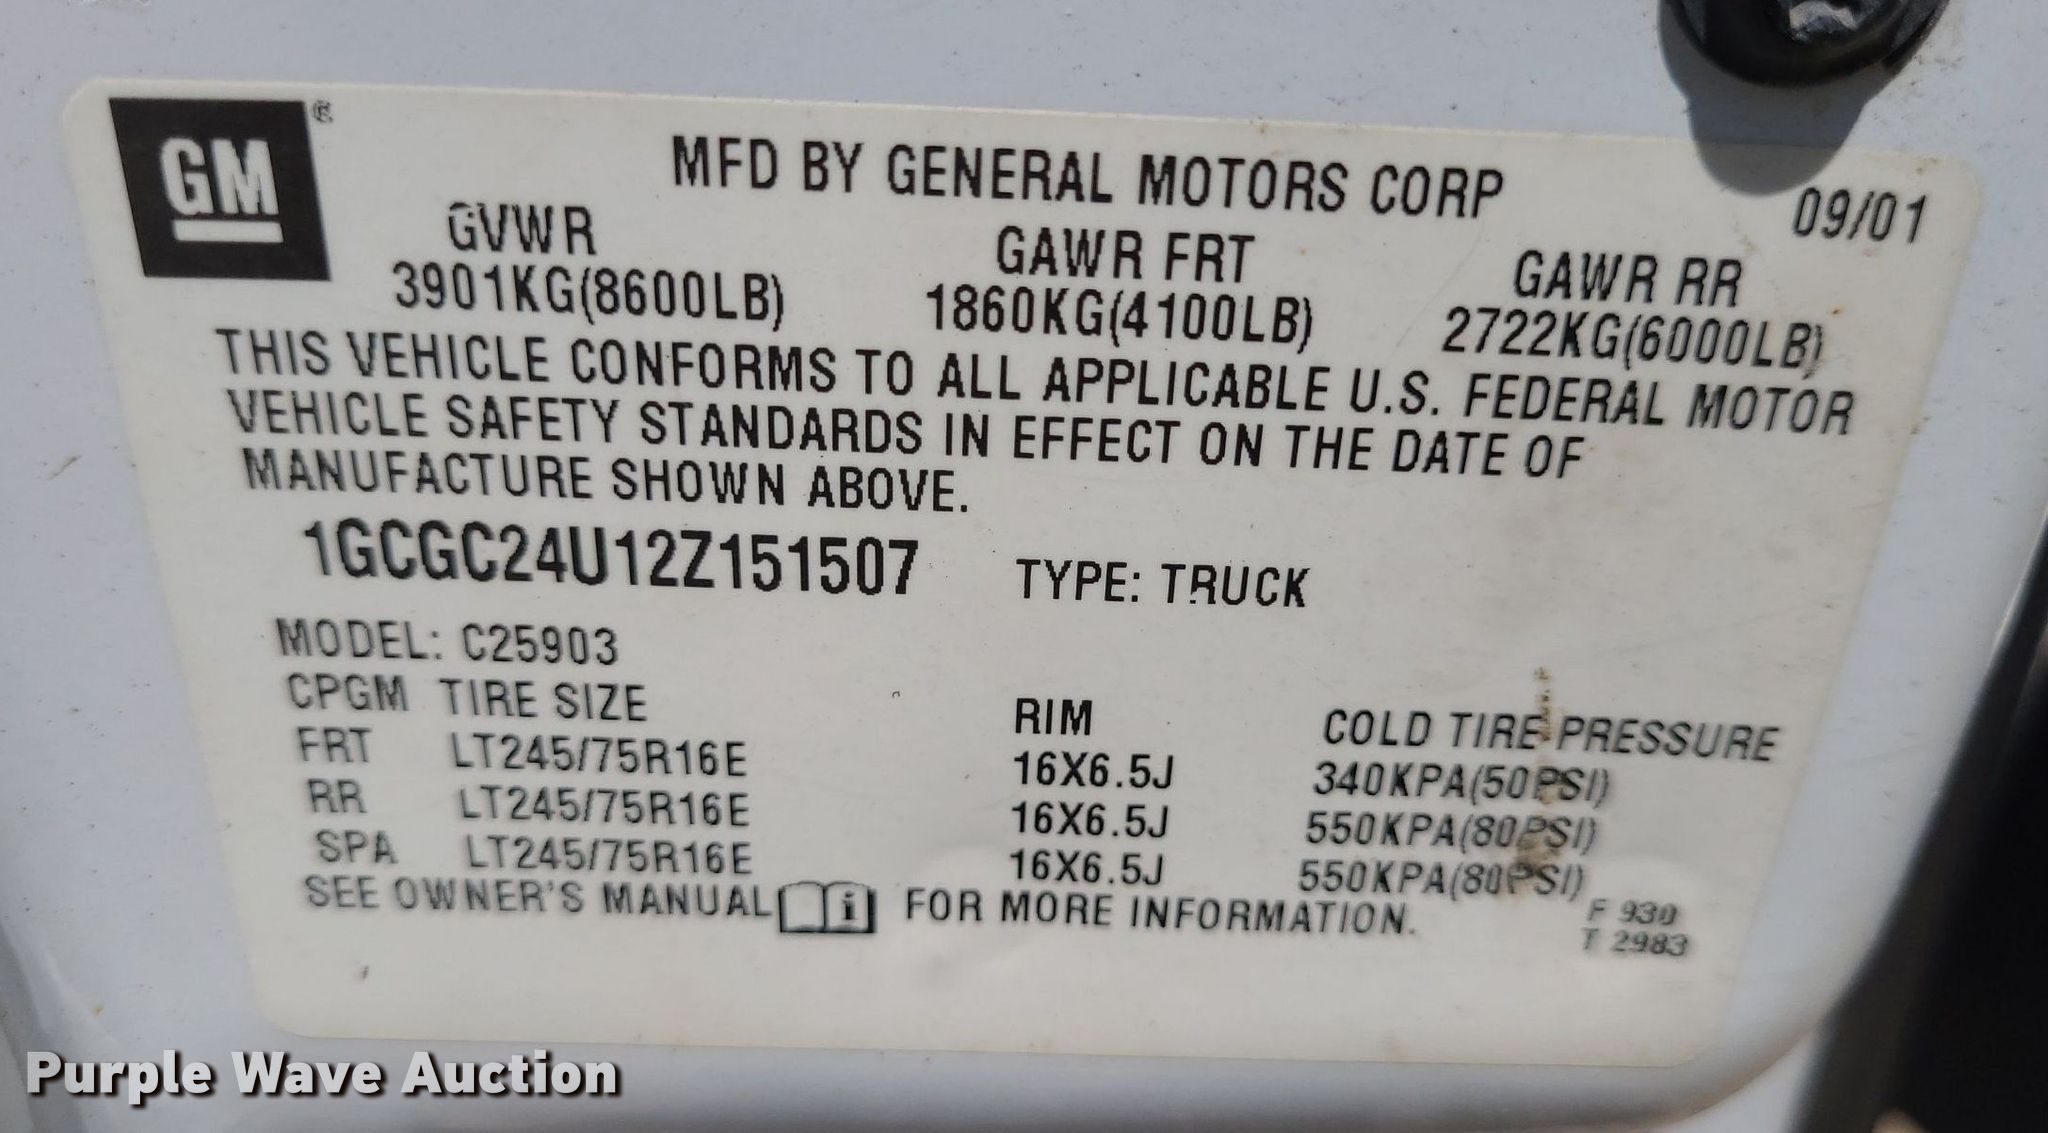 GM®
MFD BY GENERAL MOTORS CORP
09/01
GVWR GAWR FRT GAWR RR
3901KG(8600LB) 1860KG(4100LB) 2722KG(6000LB)
THIS VEHICLE CONFORMS TO ALL APPLICABLE U.S. FEDERAL MOTOR
VEHICLE SAFETY STANDARDS IN EFFECT ON THE DATE OF
MANUFACTURE SHOWN ABOVE.
1GCGC24U12Z151507 TYPE: TRUCK
MODEL: C25903
CPGM TIRE SIZE RIM COLD TIRE PRESSURE
FRT LT245/75R16E 16X6.5J 340KPA(50PSI)
RR LT245/75R16E 16X6.5J 550KPA(80PSI)
SPA LT245/75R16E 16X6.5J 550KPA(80PSI)
SEE OWNER'S MANUAL i FOR MORE INFORMATION.
F 930
T 2983
Purple Wave Auction